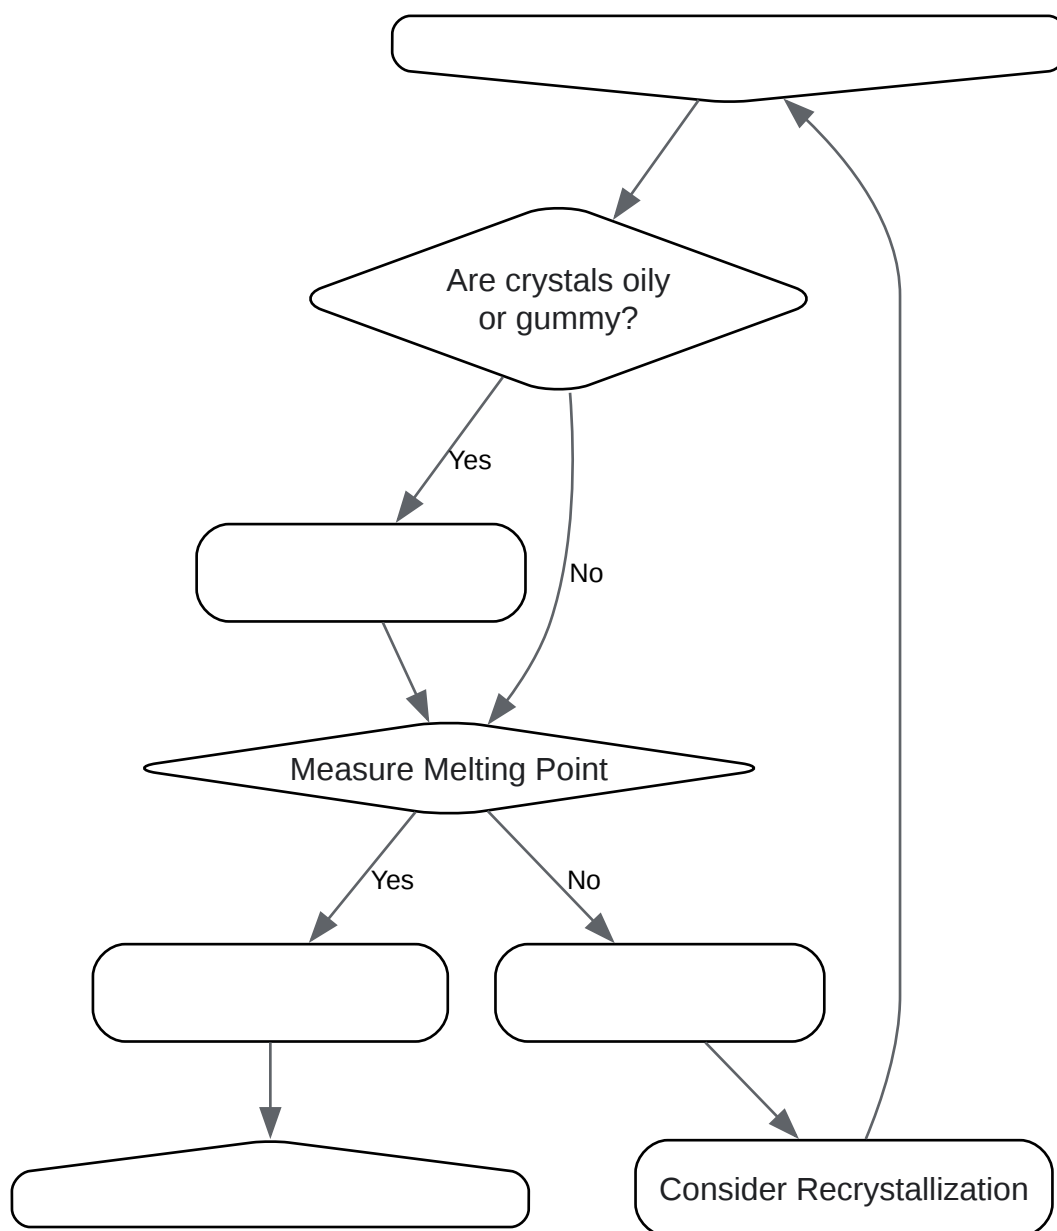 Are crystals oily
or gummy?
Yes
No
Measure Melting Point
Yes
No
Consider Recrystallization